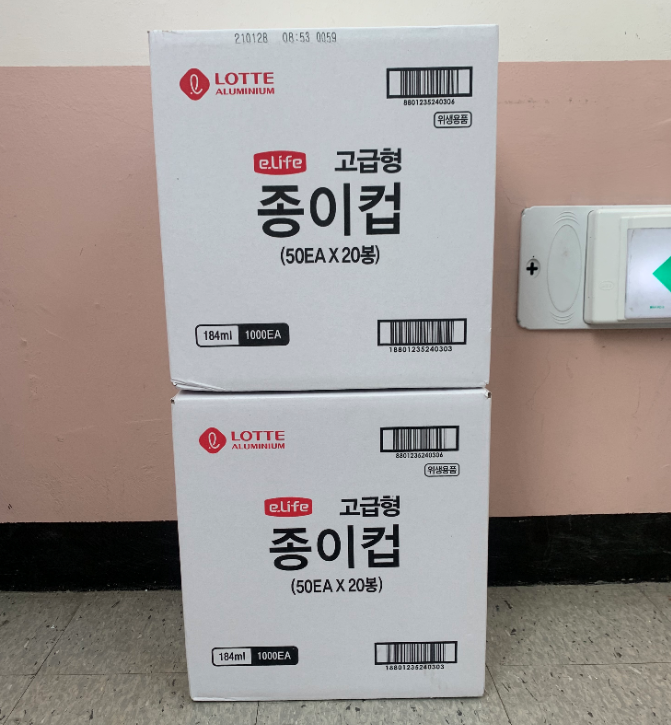 210128 08:53 0059
LOTTE
ALUMINIUM
8801235240306
위생용품
e.Life 고급형
종이컵
(50EA X 20봉)
184ml 1000EA
18801235240303
LOTTE
ALUMINIUM
8801235240306
위생용품
e.Life 고급형
종이컵
(50EA X 20봉)
184ml 1000EA
18801235240303